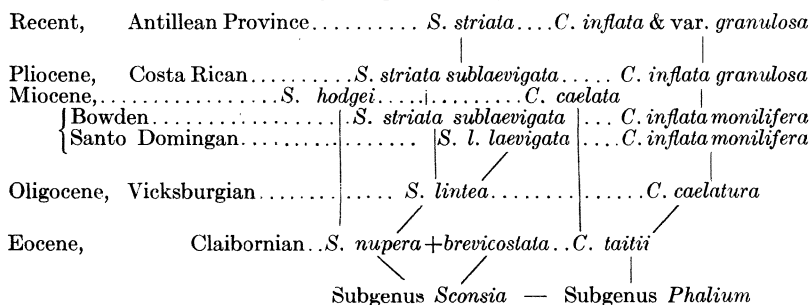 Recent, Antillean Province.......... S. striata....C. inflata & var. granulosa
Pliocene, Costa Rican.........S. striata sublaevigata..... C. inflata granulosa
Miocene,................S. hodgei..............C. caelata
Bowden..................S. striata sublaevigata ....C. inflata monilifera
Santo Domingan................. S. l. laevigata ....C. inflata monilifera
Oligocene, Vicksburgian............ S. lintea..............C. caelatura
Eocene, Claibornian..S. nupera+brevicostata..C. taitii
Subgenus Sconsia — Subgenus Phalium